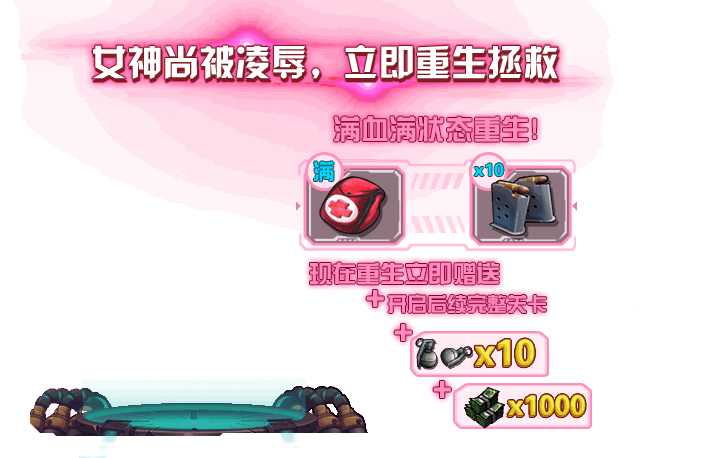 女神尚被凌辱，立即重生拯救
满血满狀态重生!
满
x10
现在重生立即赠送
+开启后续完整关卡
+
x10
+
x1000